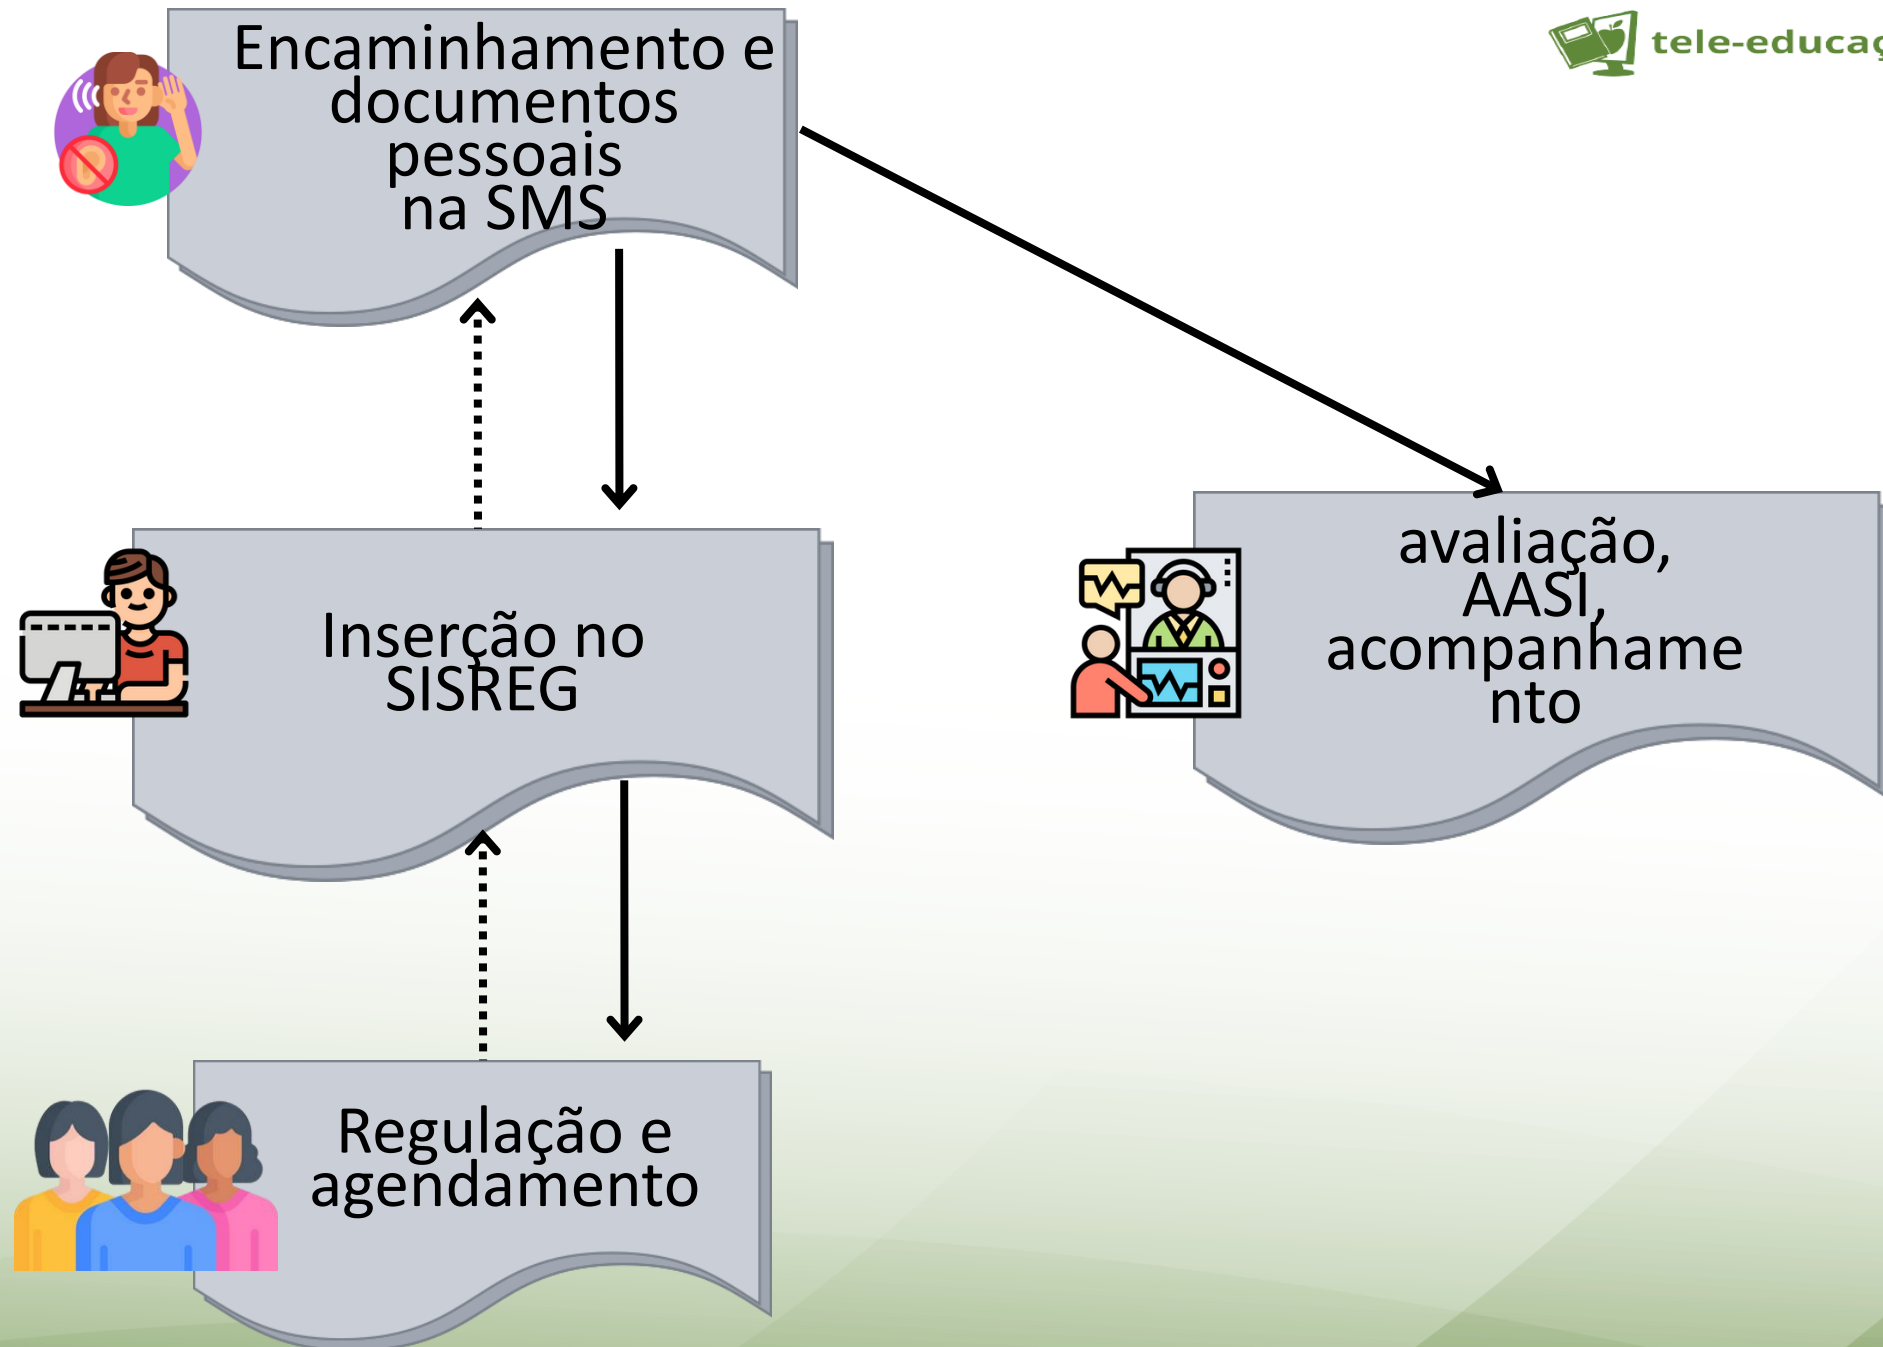 Encaminhamento e
documentos
pessoais
na SMS
tele-educaç
Inserção no
SISREG
avaliação,
AASI,
acompanhame
nto
Regulação e
agendamento